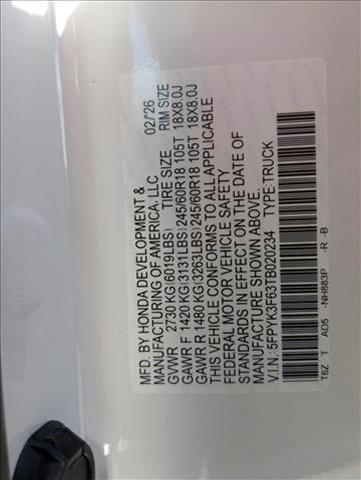 MFD. BY HONDA DEVELOPMENT &
MANUFACTURING OF AMERICA, LLC 02/'26
GVWR 2730 KG (6019LBS) TIRE SIZE RIM SIZE
GAWR F 1420 KG(3131LBS) 245/60R18 105T 18X8.0J
GAWR R 1480 KG(3263LBS) 245/60R18 105T 18X8.0J
THIS VEHICLE CONFORMS TO ALL APPLICABLE
FEDERAL MOTOR VEHICLE SAFETY
STANDARDS IN EFFECT ON THE DATE OF
MANUFACTURE SHOWN ABOVE.
V.I.N.: 5FPYK3F63TB020234 TYPE:TRUCK
T6Z T AD5 -NH883P -R -B